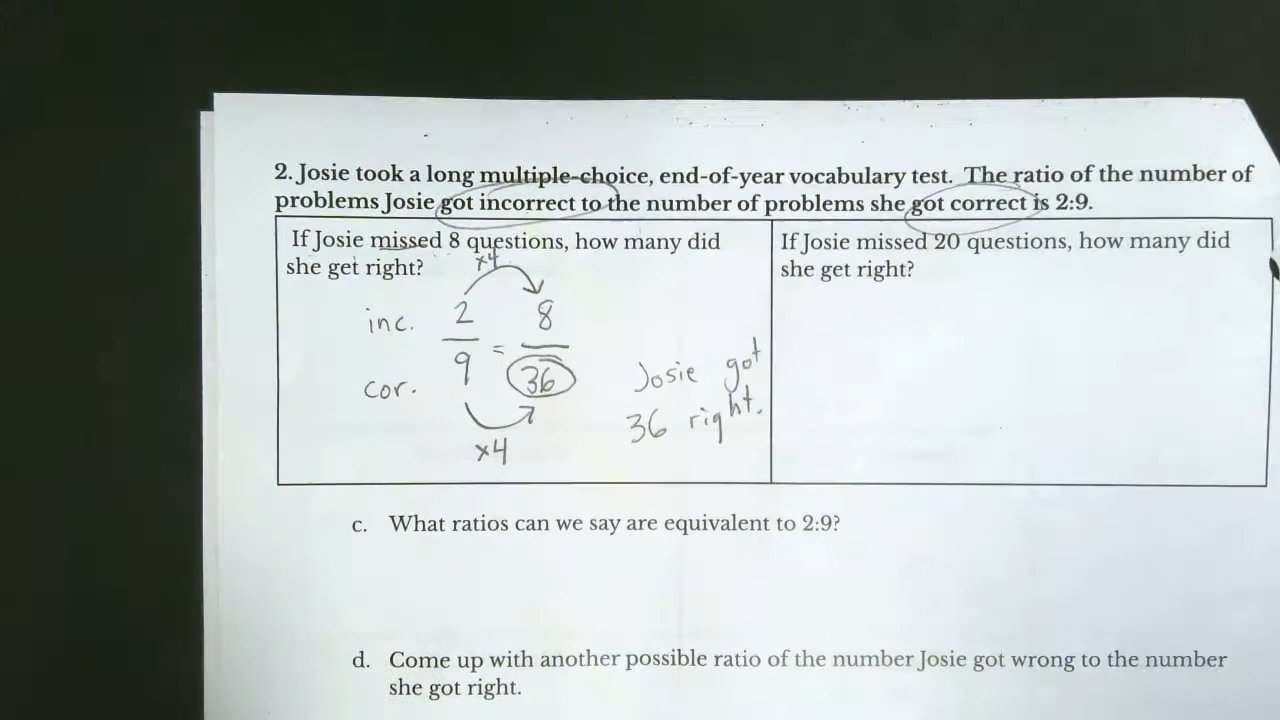 2. Josie took a long multiple-choice, end-of-year vocabulary test. The ratio of the number of
problems Josie got incorrect to the number of problems she got correct is 2:9.
If Josie missed 8 questions, how many did
she get right?
x4
inc. 2 8
=
cor. 9 36
x4
Josie got
36 right.
If Josie missed 20 questions, how many did
she get right?
c. What ratios can we say are equivalent to 2:9?
d. Come up with another possible ratio of the number Josie got wrong to the number
she got right.